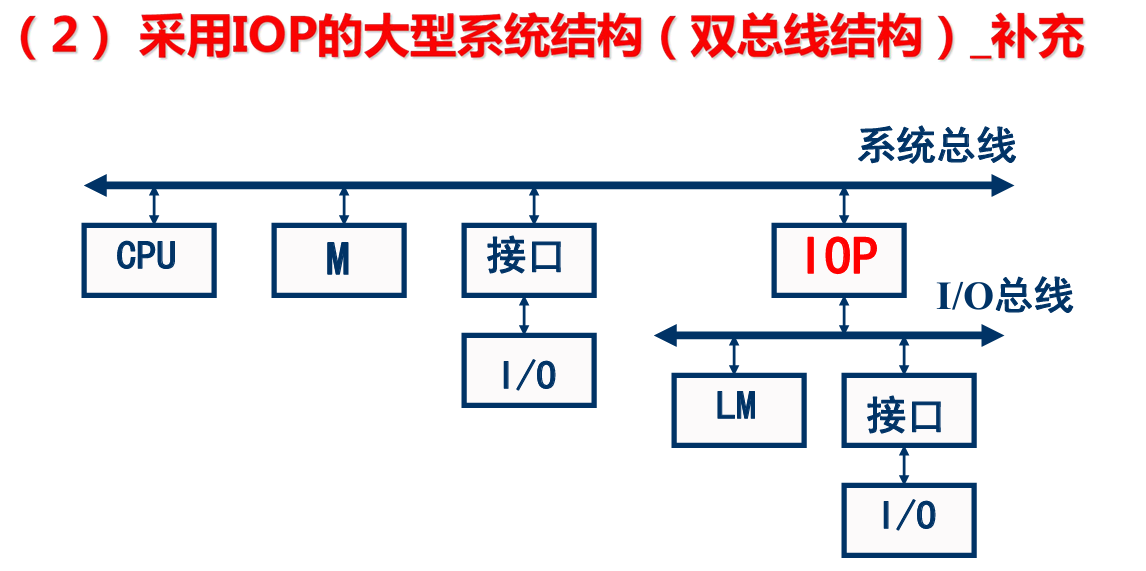 （2） 采用IOP的大型系统结构（双总线结构）_补充
系统总线
CPU
M
接口
IOP
I/O总线
I/O
LM
接口
I/O